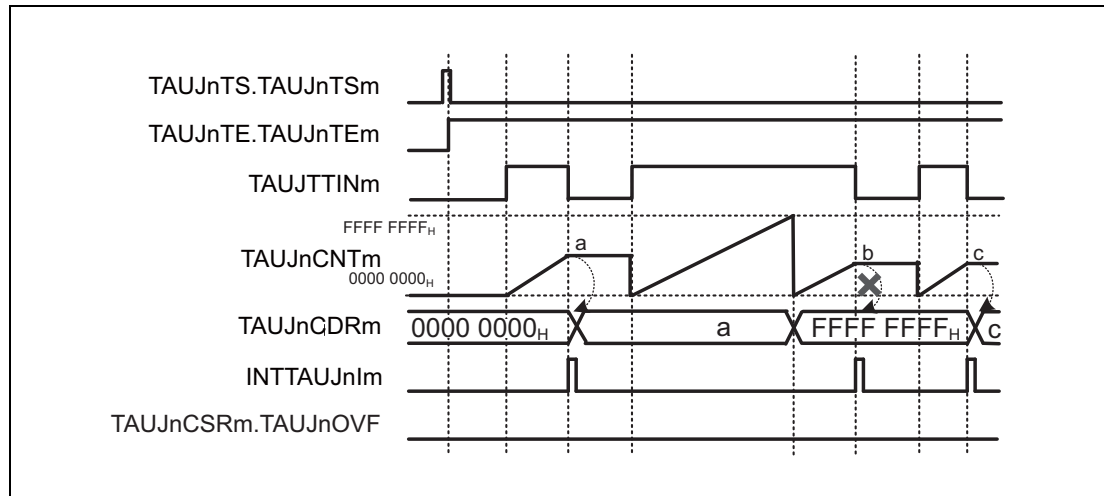 TAUJnTS.TAUJnTSm
TAUJnTE.TAUJnTEm
TAUJTTINm
FFFF FFFFH
TAUJnCNTm
0000 0000H
a
b
c
TAUJnCDRm
0000 0000H
a
FFFF FFFFH
c
INTTAUJnIm
TAUJnCSRm.TAUJnOVF